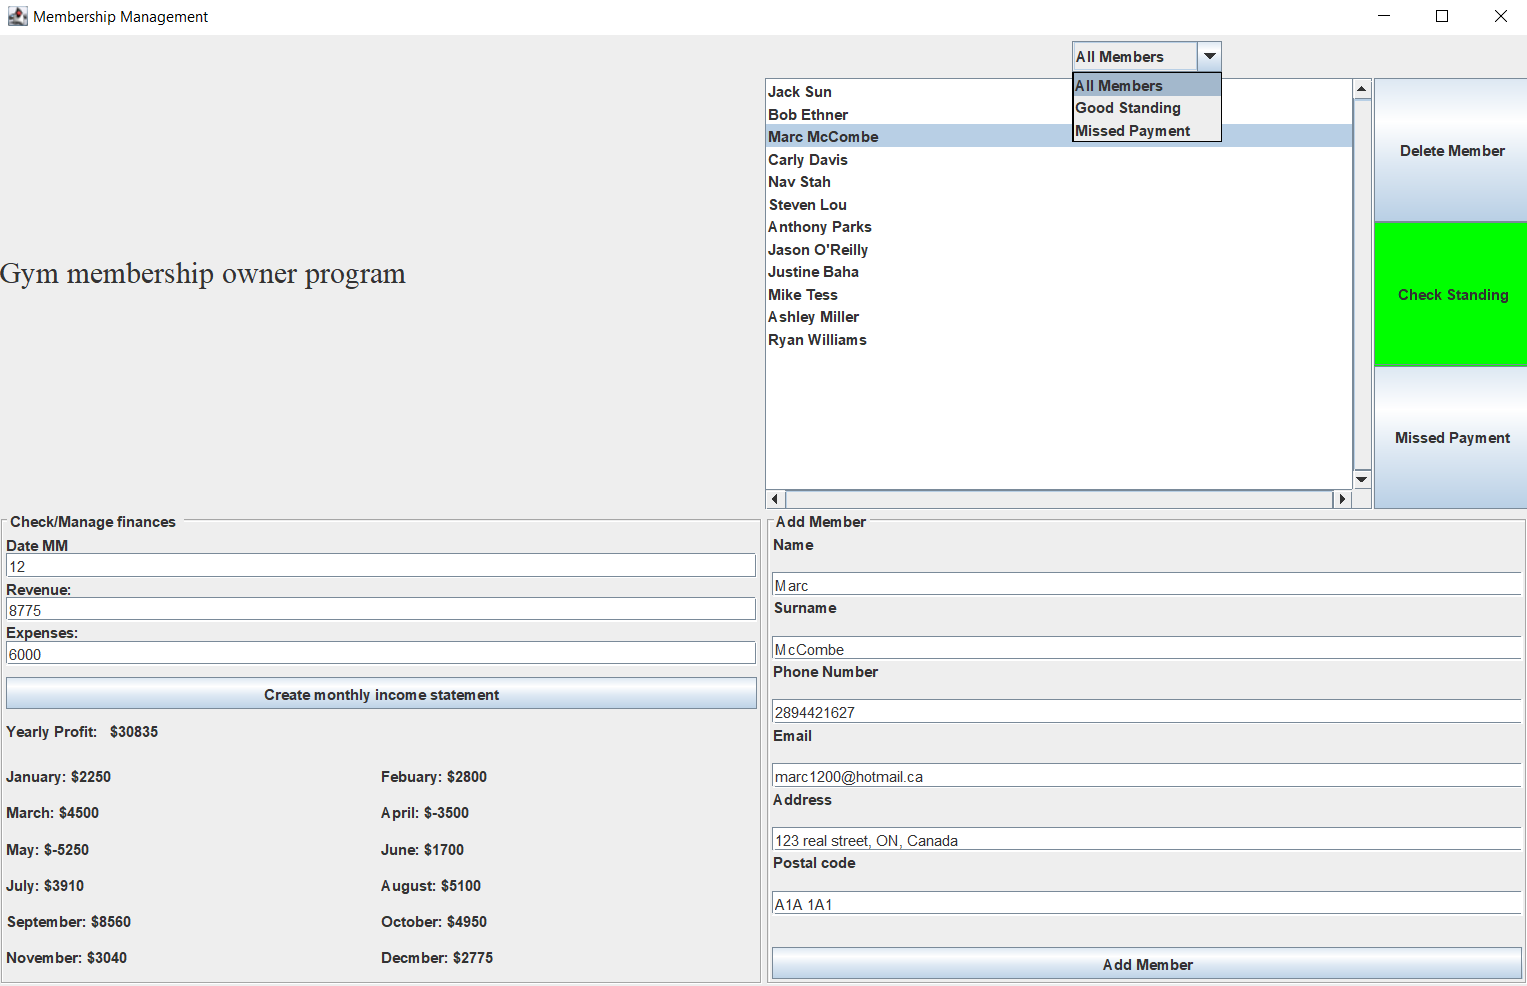 Membership Management
All Members
All Members
Good Standing
Missed Payment
Jack Sun
Bob Ethner
Marc McCombe
Carly Davis
Nav Stah
Steven Lou
Anthony Parks
Jason O'Reilly
Justine Baha
Mike Tess
Ashley Miller
Ryan Williams
Delete Member
Check Standing
Missed Payment
Gym membership owner program
Check/Manage finances
Date MM
12
Revenue:
8775
Expenses:
6000
Create monthly income statement
Yearly Profit: $30835
January: $2250
Febuary: $2800
March: $4500
April: $-3500
May: $-5250
June: $1700
July: $3910
August: $5100
September: $8560
October: $4950
November: $3040
Decmber: $2775
Add Member
Name
Marc
Surname
McCombe
Phone Number
2894421627
Email
marc1200@hotmail.ca
Address
123 real street, ON, Canada
Postal code
A1A 1A1
Add Member